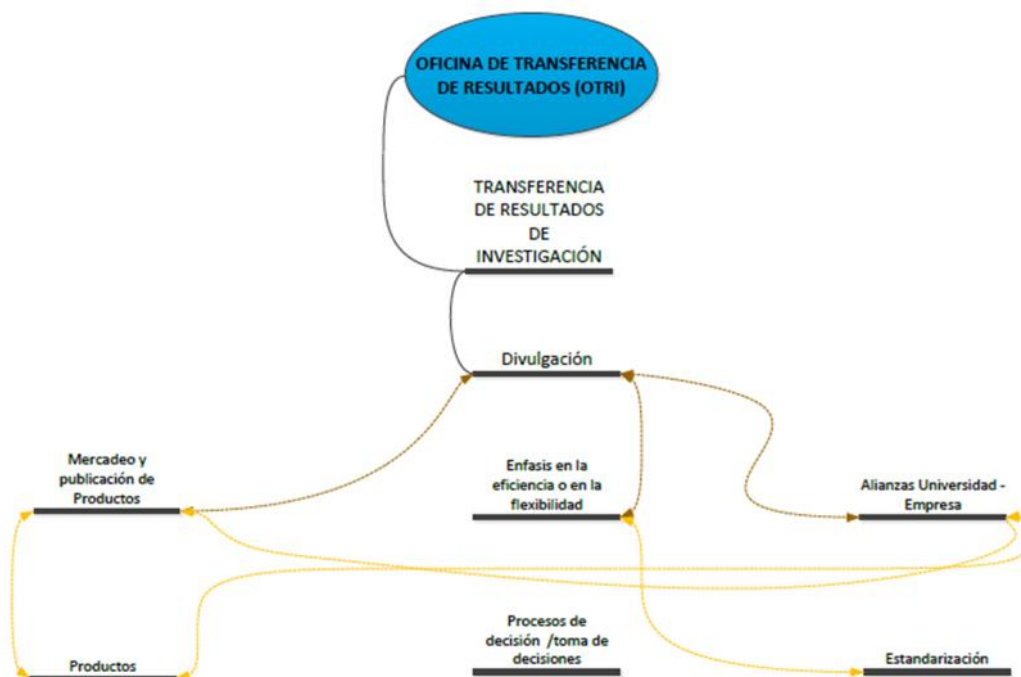 OFICINA DE TRANSFERENCIA
DE RESULTADOS (OTRI)
TRANSFERENCIA
DE RESULTADOS
DE
INVESTIGACIÓN
Divulgación
Mercadeo y
publicación de
Productos
Enfasis en la
eficiencia o en la
flexibilidad
Alianzas Universidad -
Empresa
Productos
Procesos de
decisión /toma de
decisiones
Estandarización